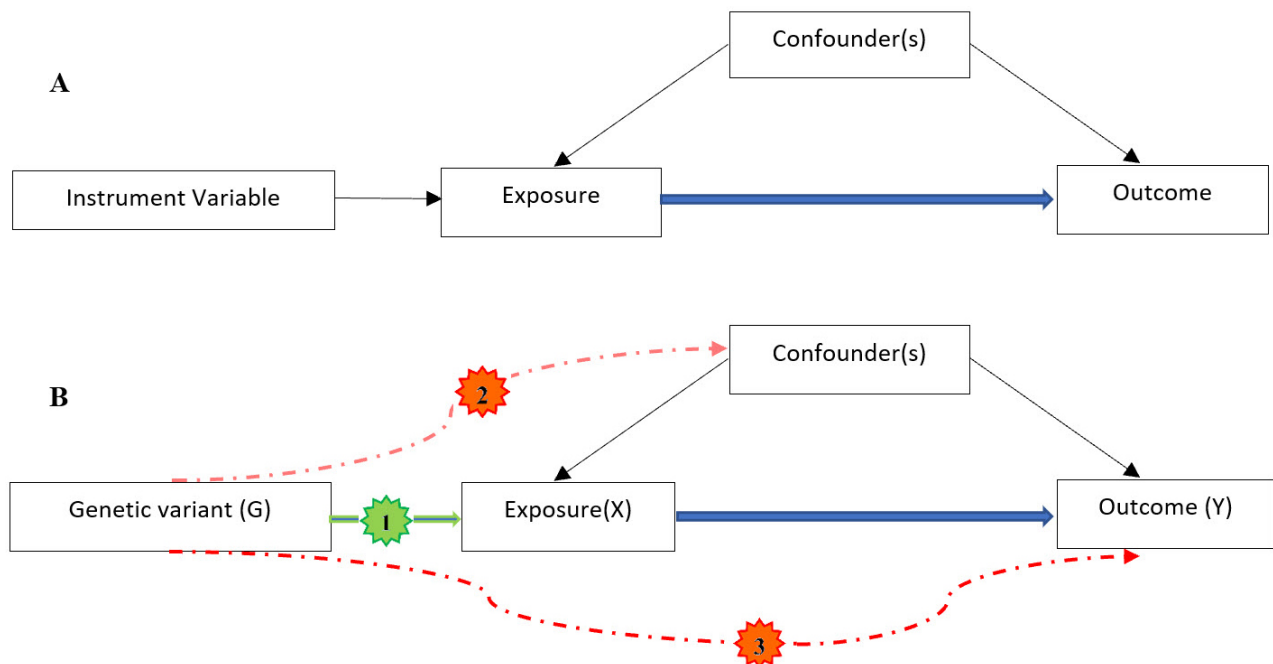 Confounder(s)
A
Instrument Variable
Exposure
Outcome
Confounder(s)
B
2
Genetic variant (G)
1
Exposure(X)
Outcome (Y)
3